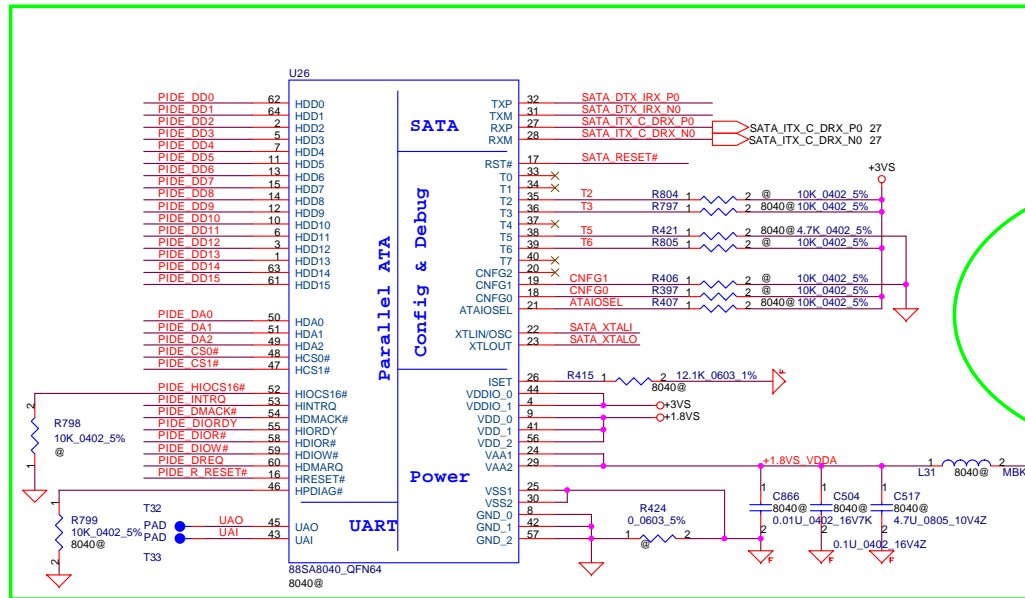 U26
PIDE_DD0 62 HDD0
PIDE_DD1 64 HDD1
PIDE_DD2 2 HDD2
PIDE_DD3 5 HDD3
PIDE_DD4 7 HDD4
PIDE_DD5 11 HDD5
PIDE_DD6 13 HDD6
PIDE_DD7 15 HDD7
PIDE_DD8 14 HDD8
PIDE_DD9 12 HDD9
PIDE_DD10 10 HDD10
PIDE_DD11 6 HDD11
PIDE_DD12 3 HDD12
PIDE_DD13 1 HDD13
PIDE_DD14 63 HDD14
PIDE_DD15 61 HDD15
PIDE_DA0 50 HDA0
PIDE_DA1 51 HDA1
PIDE_DA2 49 HDA2
PIDE_CS0# 48 HCS0#
PIDE_CS1# 47 HCS1#
PIDE_HIOCS16# 52 HIOCS16#
PIDE_INTRQ 53 HINTRQ
PIDE_DMACK# 54 HDMACK#
PIDE_DIORDY 55 HIORDY
PIDE_DIOR# 58 HDIOR#
PIDE_DIOW# 59 HDIOW#
PIDE_DREQ 60 HDMARQ
PIDE_R_RESET# 16 HRESET#
46 HPDIAG#
2
R798
10K_0402_5%
@
1
1
R799
10K_0402_5%
8040@
2
T32
PAD UAO 45 UAO
PAD UAI 43 UAI
T33
SATA
Parallel ATA
Config & Debug
Power
UART
88SA8040_QFN64
8040@
TXP 32 SATA_DTX_IRX_P0
TXM 31 SATA_DTX_IRX_N0
RXP 27 SATA_ITX_C_DRX_P0 SATA_ITX_C_DRX_P0 27
RXM 28 SATA_ITX_C_DRX_N0 SATA_ITX_C_DRX_N0 27
RST# 17 SATA_RESET#
+3VS
T0 33
T1 34
T2 35 T2 R804 1 2 @ 10K_0402_5%
T3 36 T3 R797 1 2 8040@ 10K_0402_5%
T4 37
T5 38 T5 R421 1 2 8040@ 4.7K_0402_5%
T6 39 T6 R805 1 2 @ 10K_0402_5%
T7 40
CNFG2 20
CNFG1 19 CNFG1 R406 1 2 @ 10K_0402_5%
CNFG0 18 CNFG0 R397 1 2 @ 10K_0402_5%
ATAIOSEL 21 ATAIOSEL R407 1 2 8040@ 10K_0402_5%
XTLIN/OSC 22 SATA_XTALI
XTLOUT 23 SATA_XTALO
ISET 26 R415 1 2 12.1K_0603_1%
8040@
VDDIO_0 44
VDDIO_1 4 +3VS
VDD_0 9 +1.8VS
VDD_1 41
VDD_2 56
VAA1 24
VAA2 29 +1.8VS_VDDA
L31 1 2 MBK
8040@
VSS1 25
VSS2 30
GND_0 8
GND_1 42
GND_2 57
R424
0_0603_5%
1 2
@
1
C866
8040@
0.01U_0402_16V7K
2
1
C504
8040@
0.1U_0402_16V4Z
2
1
C517
8040@
4.7U_0805_10V4Z
2